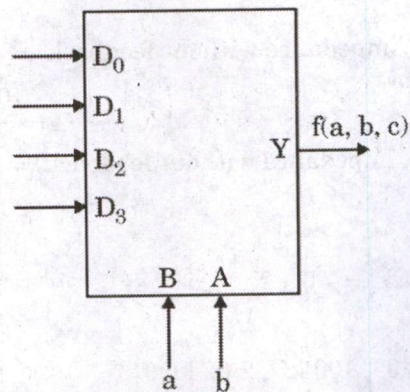 D₀
D₁
D₂
D₃
Y
f(a, b, c)
B A
a b